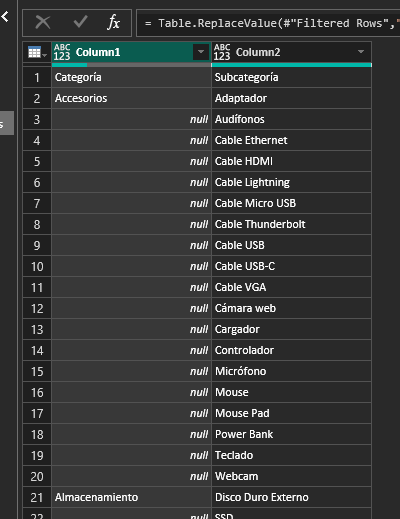 fx = Table.ReplaceValue(#"Filtered Rows","
ABC 123 Column1 ABC 123 Column2
1 Categoría Subcategoría
2 Accesorios Adaptador
3 null Audífonos
4 null Cable Ethernet
5 null Cable HDMI
6 null Cable Lightning
7 null Cable Micro USB
8 null Cable Thunderbolt
9 null Cable USB
10 null Cable USB-C
11 null Cable VGA
12 null Cámara web
13 null Cargador
14 null Controlador
15 null Micrófono
16 null Mouse
17 null Mouse Pad
18 null Power Bank
19 null Teclado
20 null Webcam
21 Almacenamiento Disco Duro Externo
22 null SSD